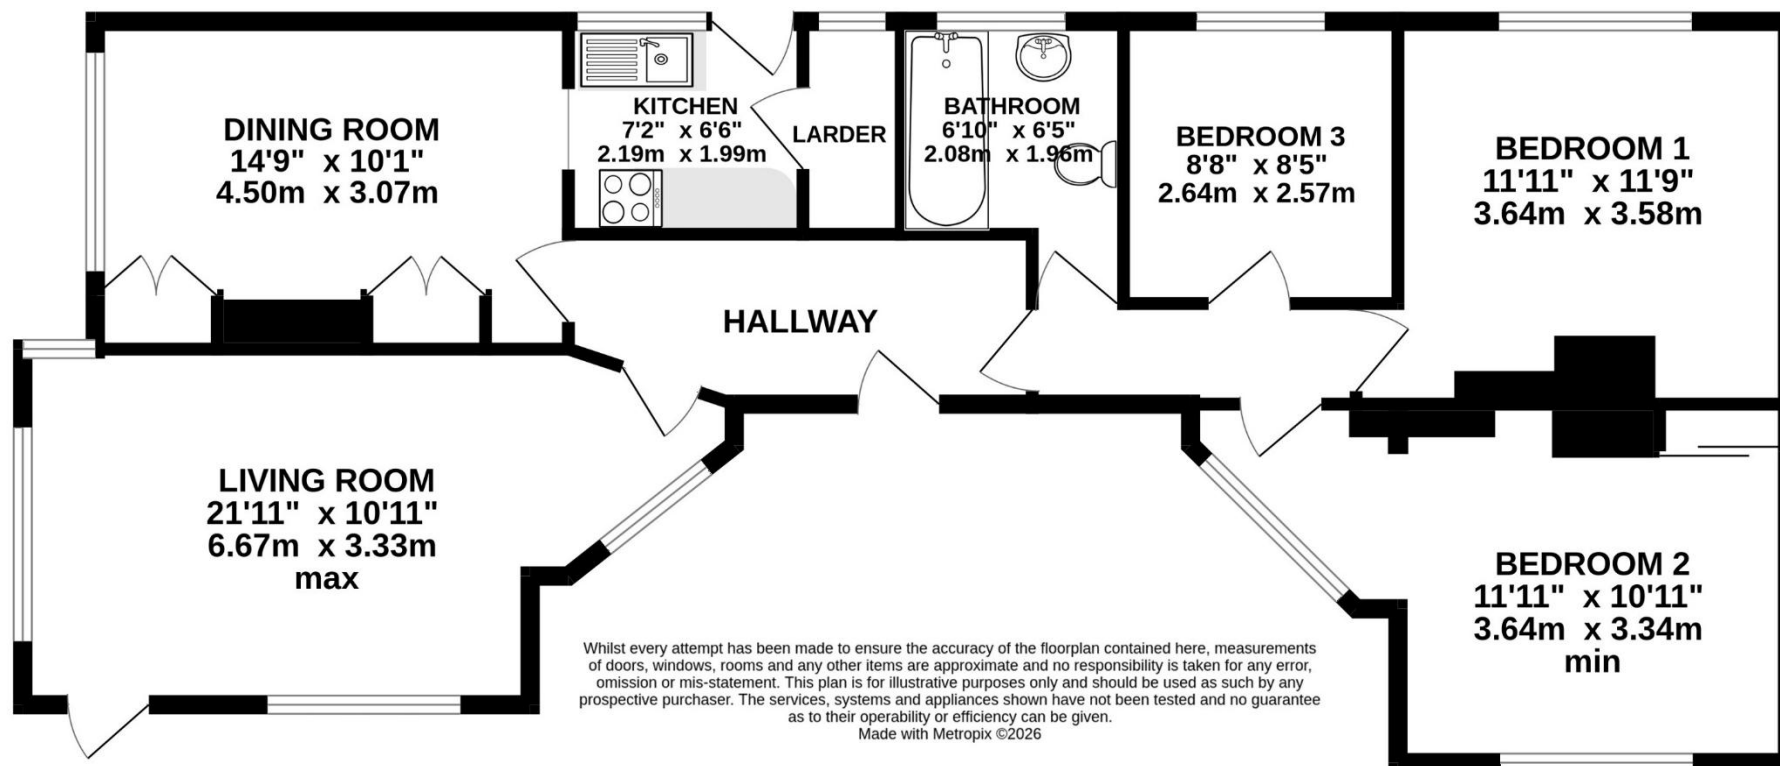 DINING ROOM
14'9" x 10'1"
4.50m x 3.07m
KITCHEN
7'2" x 6'6"
2.19m x 1.99m
LARDER
BATHROOM
6'10" x 6'5"
2.08m x 1.96m
BEDROOM 3
8'8" x 8'5"
2.64m x 2.57m
BEDROOM 1
11'11" x 11'9"
3.64m x 3.58m
HALLWAY
LIVING ROOM
21'11" x 10'11"
6.67m x 3.33m
max
BEDROOM 2
11'11" x 10'11"
3.64m x 3.34m
min
Whilst every attempt has been made to ensure the accuracy of the floorplan contained here, measurements
of doors, windows, rooms and any other items are approximate and no responsibility is taken for any error,
omission or mis-statement. This plan is for illustrative purposes only and should be used as such by any
prospective purchaser. The services, systems and appliances shown have not been tested and no guarantee
as to their operability or efficiency can be given.
Made with Metropix ©2026